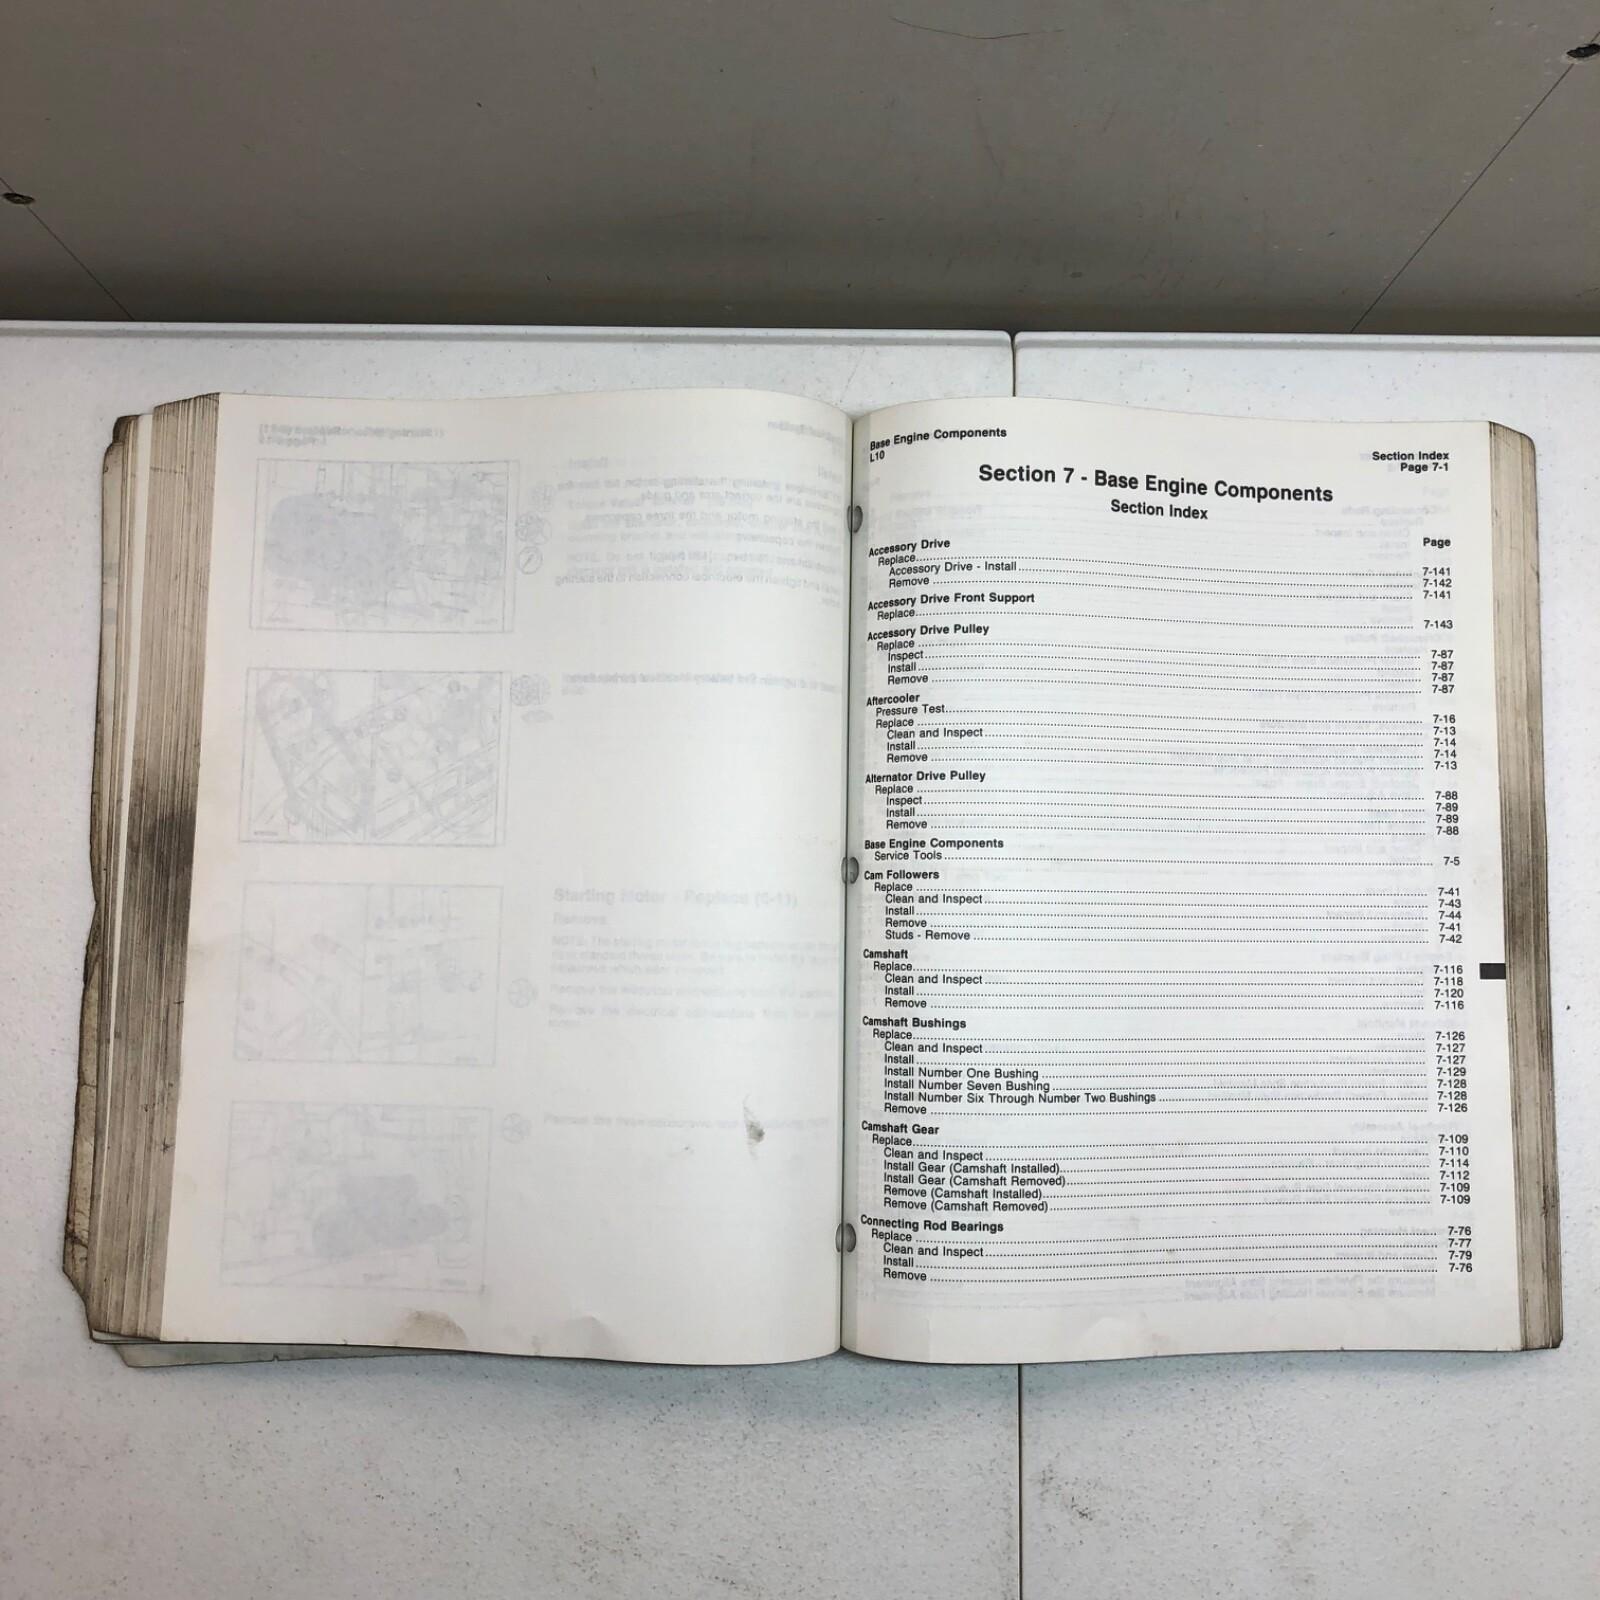 Base Engine Components
L10
Section Index
Page 7-1
Section 7 - Base Engine Components
Section Index
Page
Accessory Drive
Replace 7-141
Accessory Drive - Install 7-142
Remove 7-141
Accessory Drive Front Support
Replace 7-143
Accessory Drive Pulley
Replace 7-87
Inspect 7-87
Install 7-87
Remove 7-87
Aftercooler
Pressure Test 7-16
Replace 7-13
Clean and Inspect 7-14
Install 7-14
Remove 7-13
Alternator Drive Pulley
Replace 7-88
Inspect 7-89
Install 7-89
Remove 7-88
Base Engine Components
Service Tools 7-5
Cam Followers
Replace 7-41
Clean and Inspect 7-43
Install 7-44
Remove 7-41
Studs - Remove 7-42
Camshaft
Replace 7-116
Clean and Inspect 7-118
Install 7-120
Remove 7-116
Camshaft Bushings
Replace 7-126
Clean and Inspect 7-127
Install 7-127
Install Number One Bushing 7-129
Install Number Seven Bushing 7-128
Install Number Six Through Number Two Bushings 7-128
Remove 7-126
Camshaft Gear
Replace 7-109
Clean and Inspect 7-110
Install Gear (Camshaft Installed) 7-114
Install Gear (Camshaft Removed) 7-112
Remove (Camshaft Installed) 7-109
Remove (Camshaft Removed) 7-109
Connecting Rod Bearings
Replace 7-76
Clean and Inspect 7-77
Install 7-79
Remove 7-76
Starting Motor - Replace (6-11)
Remove